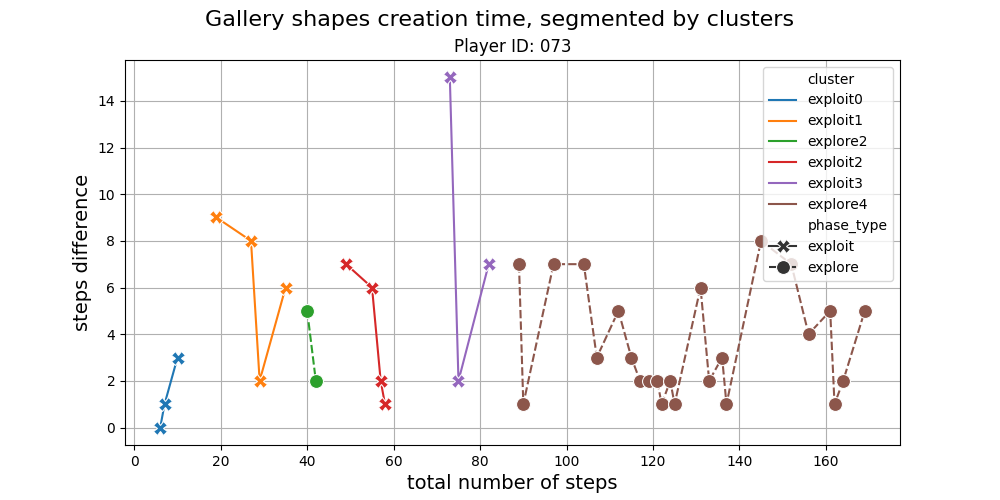 Gallery shapes creation time, segmented by clusters
Player ID: 073
steps difference
14
12
10
8
6
4
2
0
0
20
40
60
80
100
120
140
160
total number of steps
cluster
exploit0
exploit1
explore2
exploit2
exploit3
explore4
phase_type
exploit
explore